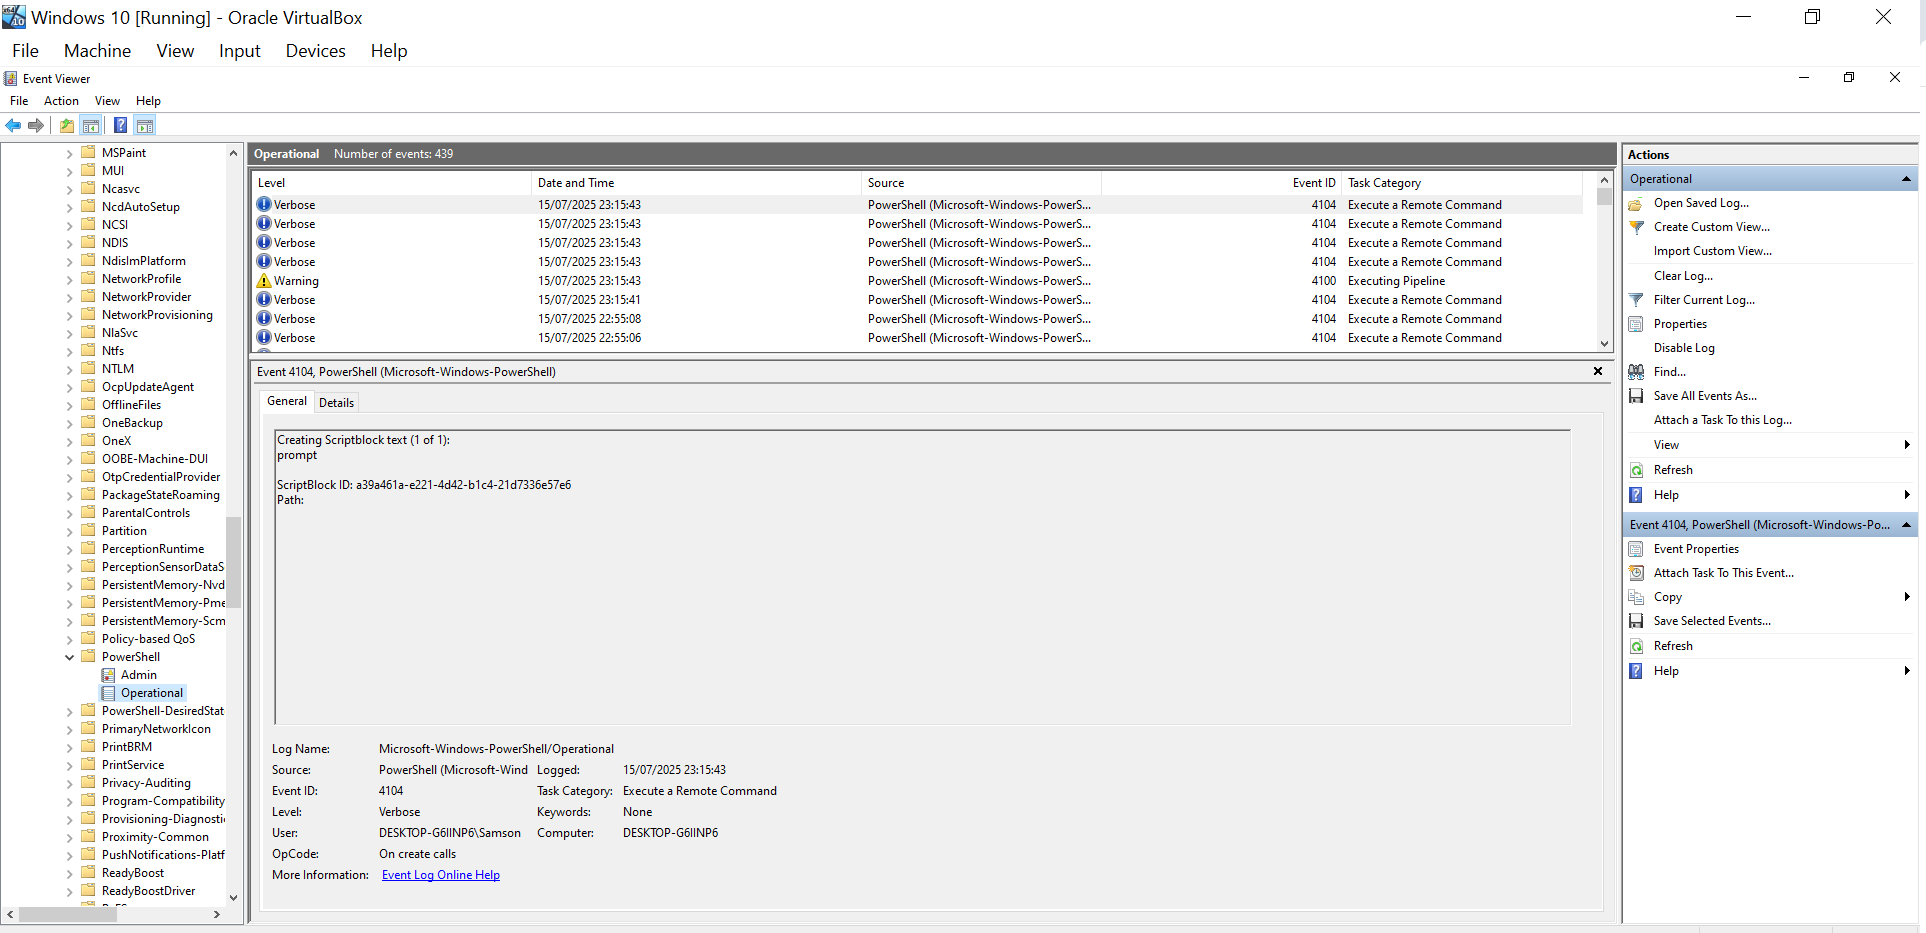 Windows 10 [Running] - Oracle VirtualBox
File Machine View Input Devices Help
Event Viewer
File Action View Help
MSPaint
MUI
Ncasvc
NcdAutoSetup
NCSI
NDIS
NdisImPlatform
NetworkProfile
NetworkProvider
NetworkProvisioning
NlaSvc
Ntfs
NTLM
OcpUpdateAgent
OfflineFiles
OneBackup
OneX
OOBE-Machine-DUI
OtpCredentialProvider
PackageStateRoaming
ParentalControls
Partition
PerceptionRuntime
PerceptionSensorDataS
PersistentMemory-Nvd
PersistentMemory-Pme
PersistentMemory-Scm
Policy-based QoS
PowerShell
Admin
Operational
PowerShell-DesiredStat
PrimaryNetworkIcon
PrintBRM
PrintService
Privacy-Auditing
Program-Compatibility
Provisioning-Diagnosti
Proximity-Common
PushNotifications-Platf
ReadyBoost
ReadyBoostDriver
Operational Number of events: 439
Level Date and Time Source Event ID Task Category
Verbose 15/07/2025 23:15:43 PowerShell (Microsoft-Windows-PowerS... 4104 Execute a Remote Command
Verbose 15/07/2025 23:15:43 PowerShell (Microsoft-Windows-PowerS... 4104 Execute a Remote Command
Verbose 15/07/2025 23:15:43 PowerShell (Microsoft-Windows-PowerS... 4104 Execute a Remote Command
Verbose 15/07/2025 23:15:43 PowerShell (Microsoft-Windows-PowerS... 4104 Execute a Remote Command
Warning 15/07/2025 23:15:43 PowerShell (Microsoft-Windows-PowerS... 4100 Executing Pipeline
Verbose 15/07/2025 23:15:41 PowerShell (Microsoft-Windows-PowerS... 4104 Execute a Remote Command
Verbose 15/07/2025 22:55:08 PowerShell (Microsoft-Windows-PowerS... 4104 Execute a Remote Command
Verbose 15/07/2025 22:55:06 PowerShell (Microsoft-Windows-PowerS... 4104 Execute a Remote Command
Event 4104, PowerShell (Microsoft-Windows-PowerShell)
General Details
Creating Scriptblock text (1 of 1):
prompt
ScriptBlock ID: a39a461a-e221-4d42-b1c4-21d7336e57e6
Path:
Log Name: Microsoft-Windows-PowerShell/Operational
Source: PowerShell (Microsoft-Wind Logged: 15/07/2025 23:15:43
Event ID: 4104 Task Category: Execute a Remote Command
Level: Verbose Keywords: None
User: DESKTOP-G6IINP6\Samson Computer: DESKTOP-G6IINP6
OpCode: On create calls
More Information: Event Log Online Help
Actions
Operational
Open Saved Log...
Create Custom View...
Import Custom View...
Clear Log...
Filter Current Log...
Properties
Disable Log
Find...
Save All Events As...
Attach a Task To this Log...
View
Refresh
Help
Event 4104, PowerShell (Microsoft-Windows-Po...
Event Properties
Attach Task To This Event...
Copy
Save Selected Events...
Refresh
Help